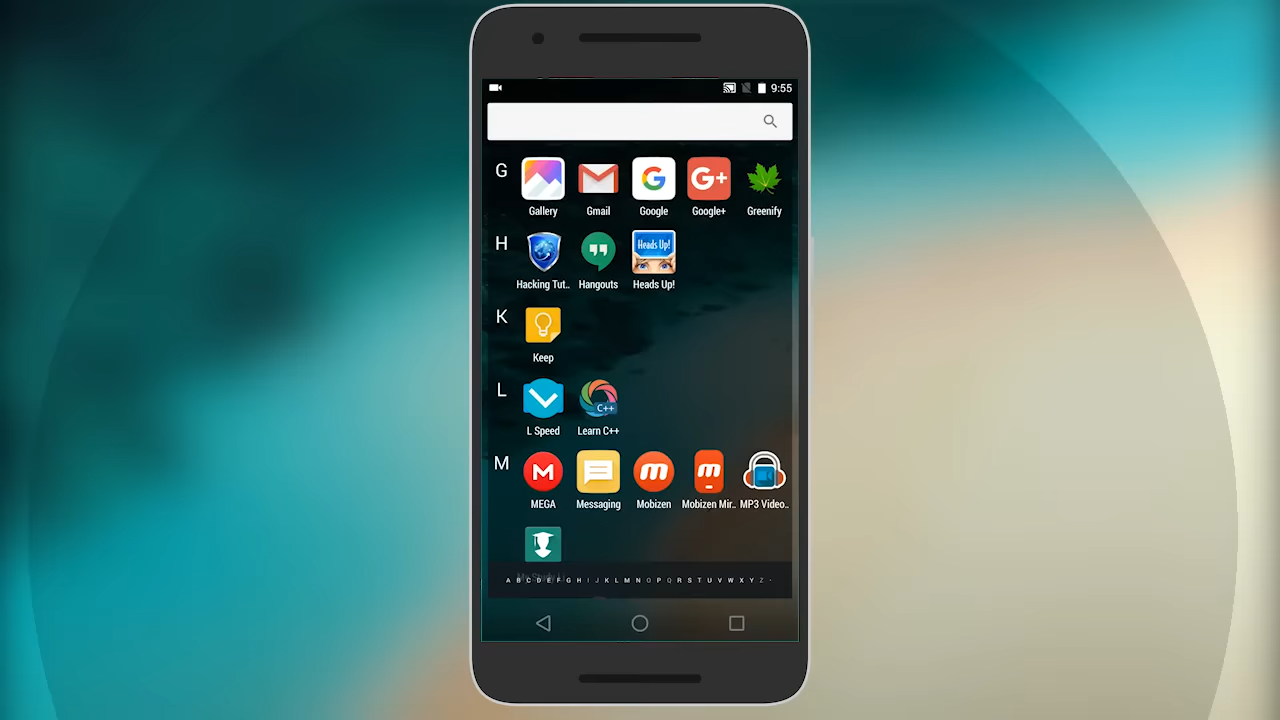 9:55
G Gallery Gmail Google Google+ Greenify
H Hacking Tut.. Hangouts Heads Up!
Heads Up!
K Keep
L L Speed Learn C++
C++
G+
M MEGA Messaging Mobizen Mobizen Mir.. MP3 Video..
A B C D E F G H I J K L M N O P Q R S T U V W X Y Z ·